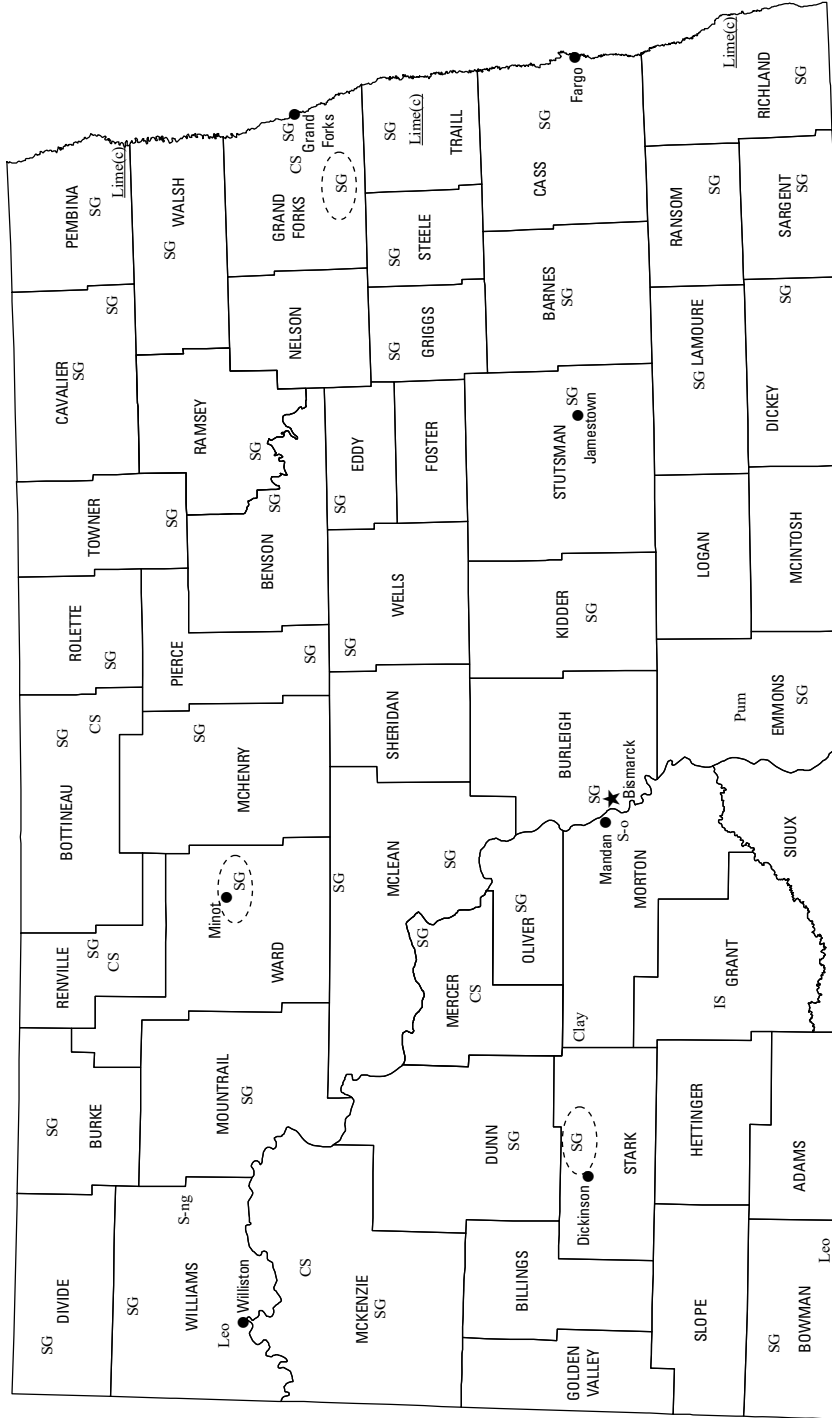 DIVIDE
SG
BURKE
SG
RENVILLE
SG
CS
BOTTINEAU
SG
CS
ROLETTE
SG
TOWNER
SG
CAVALIER
SG
SG
PEMBINA
SG
Lime(c)
WILLIAMS
SG
S-ng
Leo
Williston
MOUNTRAIL
SG
WARD
Minot
SG
MCHENRY
SG
PIERCE
SG
BENSON
SG
RAMSEY
SG
WALSH
SG
NELSON
GRAND
FORKS
CS
SG
Grand
Forks
SG
MCKENZIE
SG
CS
DUNN
SG
MERCER
CS
SG
MCLEAN
SG
SG
SHERIDAN
WELLS
SG
EDDY
SG
FOSTER
GRIGGS
SG
STEELE
SG
TRAILL
SG
Lime(c)
GOLDEN
VALLEY
BILLINGS
STARK
Dickinson
SG
OLIVER
SG
MORTON
Clay
Mandan
S-o
BURLEIGH
SG
Bismarck
KIDDER
SG
STUTSMAN
SG
Jamestown
BARNES
SG
CASS
SG
Fargo
SLOPE
HETTINGER
GRANT
IS
BOWMAN
SG
Leo
ADAMS
SIOUX
EMMONS
SG
Pum
LOGAN
MCINTOSH
LAMOURE
SG
DICKEY
SG
RANSOM
SG
SARGENT
SG
RICHLAND
SG
Lime(c)